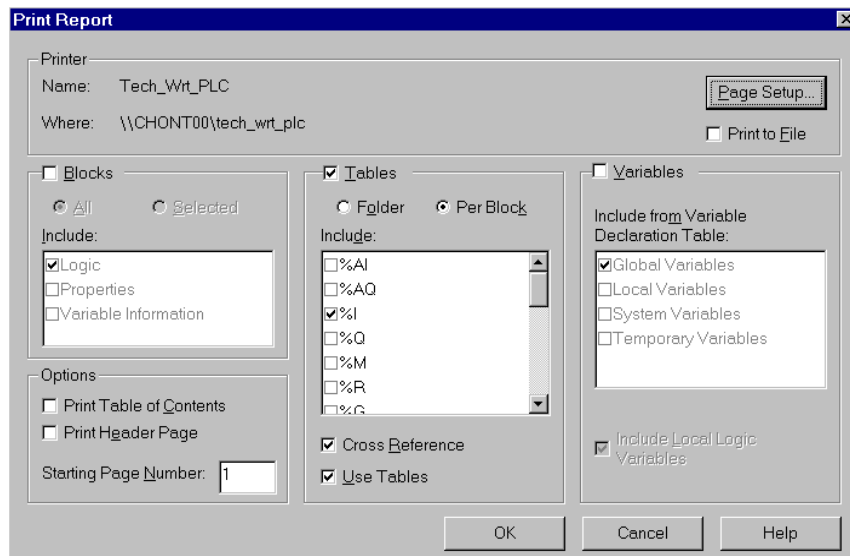 Print Report
Printer
Name: Tech_Wrt_PLC
Page Setup...
Where: \\CHONT00\tech_wrt_plc
Print to File
Blocks
All Selected
Include:
Logic
Properties
Variable Information
Options
Print Table of Contents
Print Header Page
Starting Page Number: 1
Tables
Folder Per Block
Include:
%AI
%AQ
%I
%Q
%M
%R
%G
Cross Reference
Use Tables
Variables
Include from Variable
Declaration Table:
Global Variables
Local Variables
System Variables
Temporary Variables
Include Local Logic
Variables
OK Cancel Help